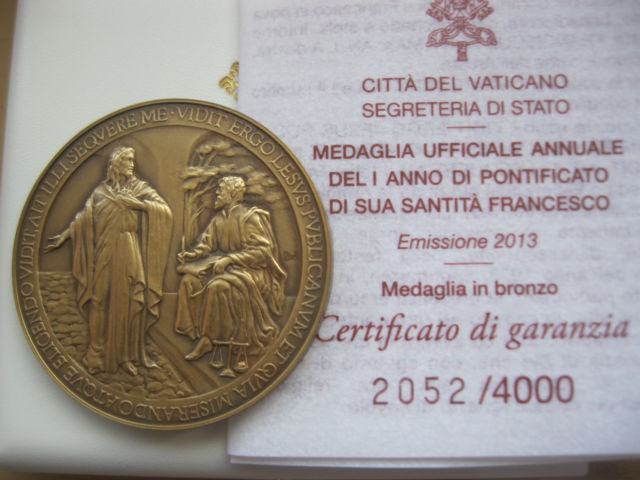 VIDIT ERGO LESVS PVBLICANVM ET QVIA MISERANDO ATQVE ELIGENDO VIDIT, AIT ILLI SEQVERE ME ·
CITTÀ DEL VATICANO
SEGRETERIA DI STATO
MEDAGLIA UFFICIALE ANNUALE
DEL I ANNO DI PONTIFICATO
DI SUA SANTITÀ FRANCESCO
Emissione 2013
Medaglia in bronzo
Certificato di garanzia
2052/4000